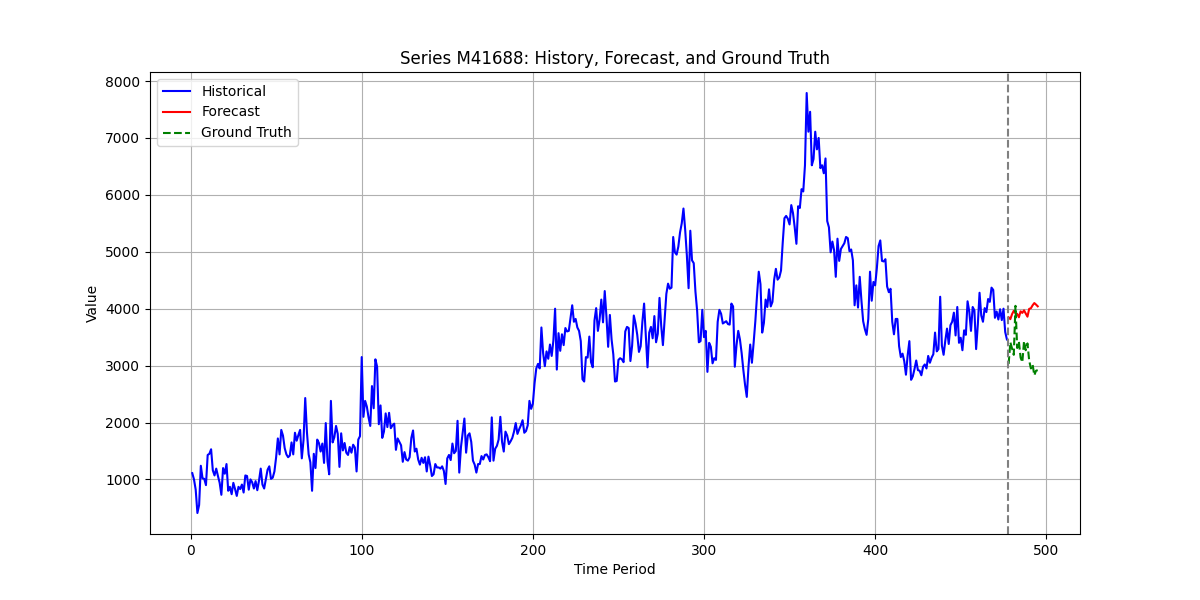 Series M41688: History, Forecast, and Ground Truth
Historical
Forecast
Ground Truth
8000
7000
6000
5000
4000
3000
2000
1000
Value
0 100 200 300 400 500
Time Period